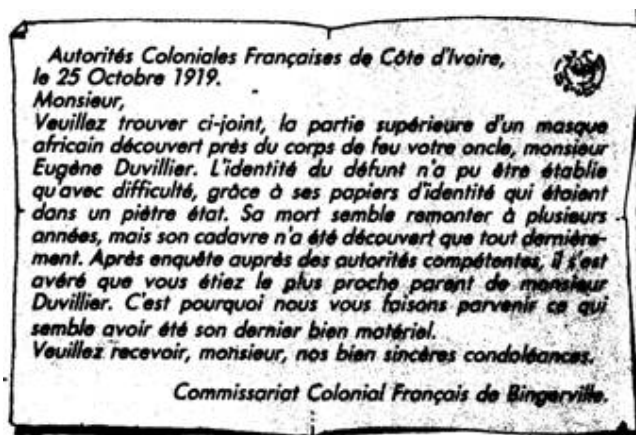 Autorités Coloniales Françaises de Côte d'Ivoire,
le 25 Octobre 1919.
Monsieur,
Veuillez trouver ci-joint, la partie supérieure d'un masque
africain découvert près du corps de feu votre oncle, monsieur
Eugène Duvillier. L'identité du défunt n'a pu être établie
qu'avec difficulté, grâce à ses papiers d'identité qui étaient
dans un piètre état. Sa mort semble remonter à plusieurs
années, mais son cadavre n'a été découvert que tout dernière-
ment. Après enquête auprès des autorités compétentes, il s'est
avéré que vous étiez le plus proche parent de monsieur
Duvillier. C'est pourquoi nous vous faisons parvenir ce qui
semble avoir été son dernier bien matériel.
Veuillez recevoir, monsieur, nos bien sincères condoléances.
Commissariat Colonial Français de Bingerville.